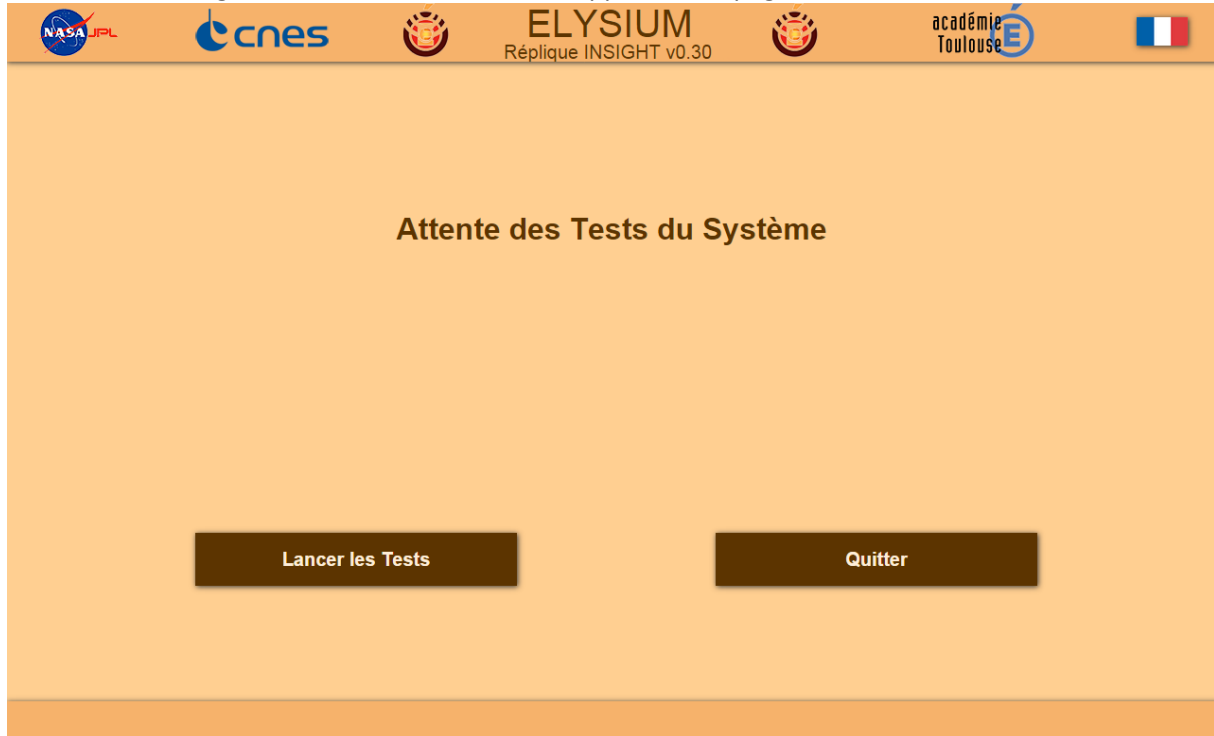 NASA JPL
cnes
ELYSIUM
Réplique INSIGHT v0.30
académie
Toulouse É
Attente des Tests du Système
Lancer les Tests
Quitter